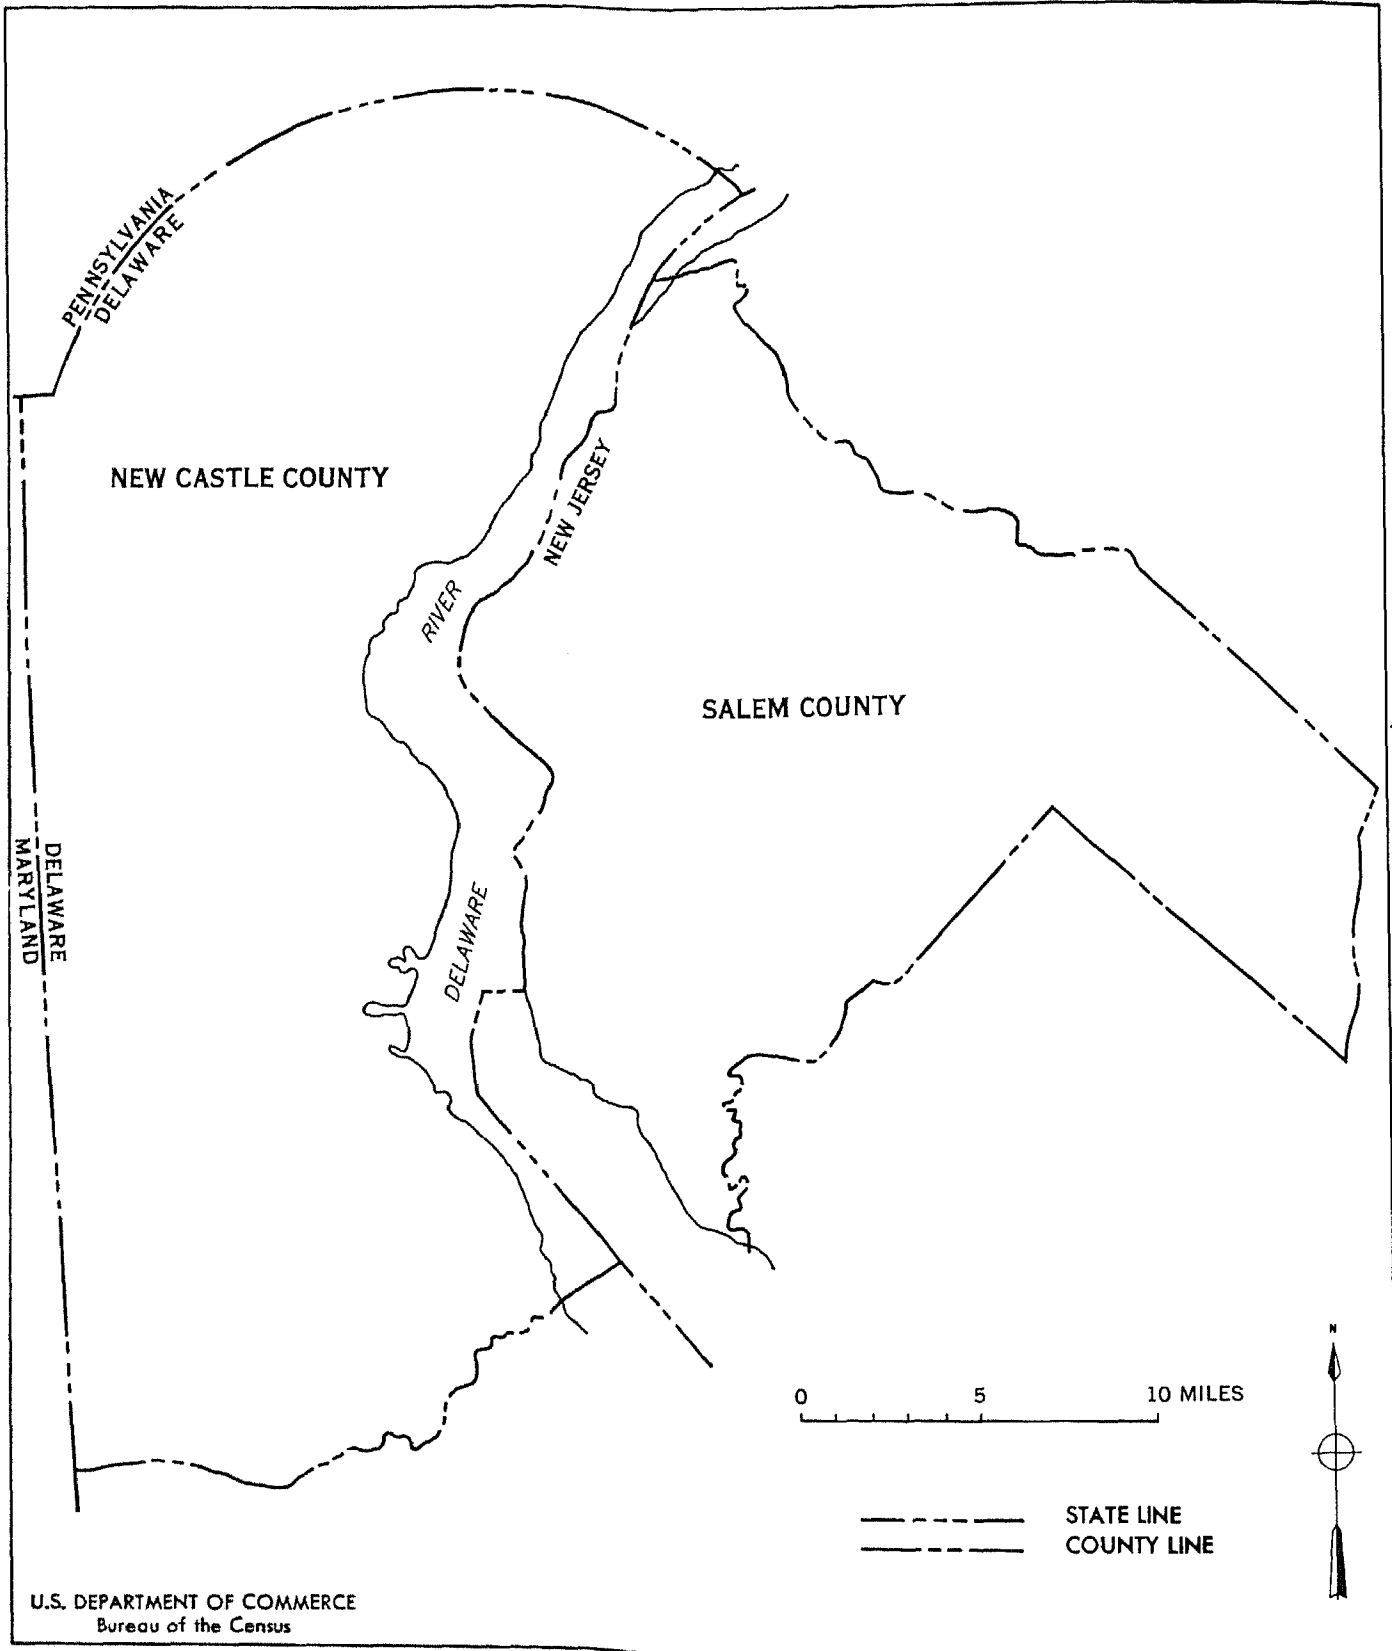 PENNSYLVANIA
DELAWARE
NEW CASTLE COUNTY
NEW JERSEY
RIVER
SALEM COUNTY
DELAWARE
MARYLAND
DELAWARE
N
0 5 10 MILES
STATE LINE
COUNTY LINE
U.S. DEPARTMENT OF COMMERCE
Bureau of the Census